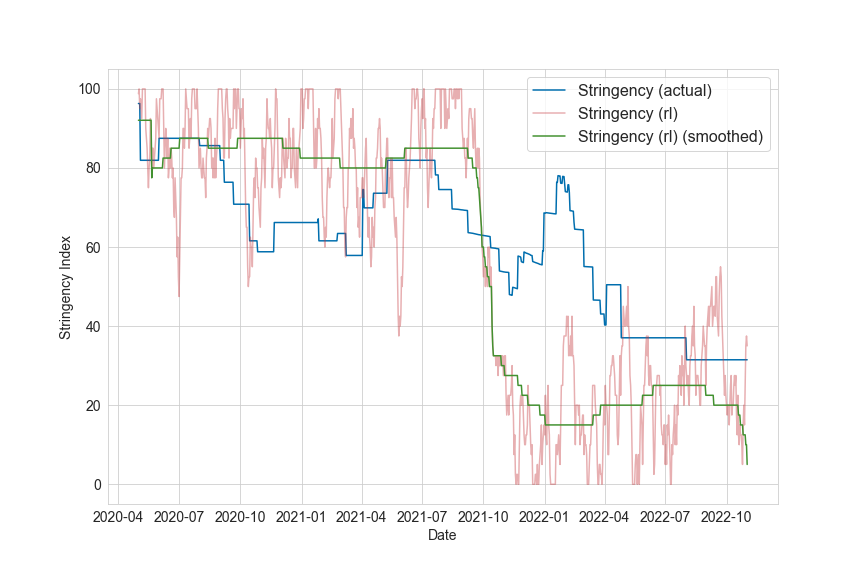 Stringency (actual)
Stringency (rl)
Stringency (rl) (smoothed)
100
80
60
40
20
0
Stringency Index
2020-04 2020-07 2020-10 2021-01 2021-04 2021-07 2021-10 2022-01 2022-04 2022-07 2022-10
Date